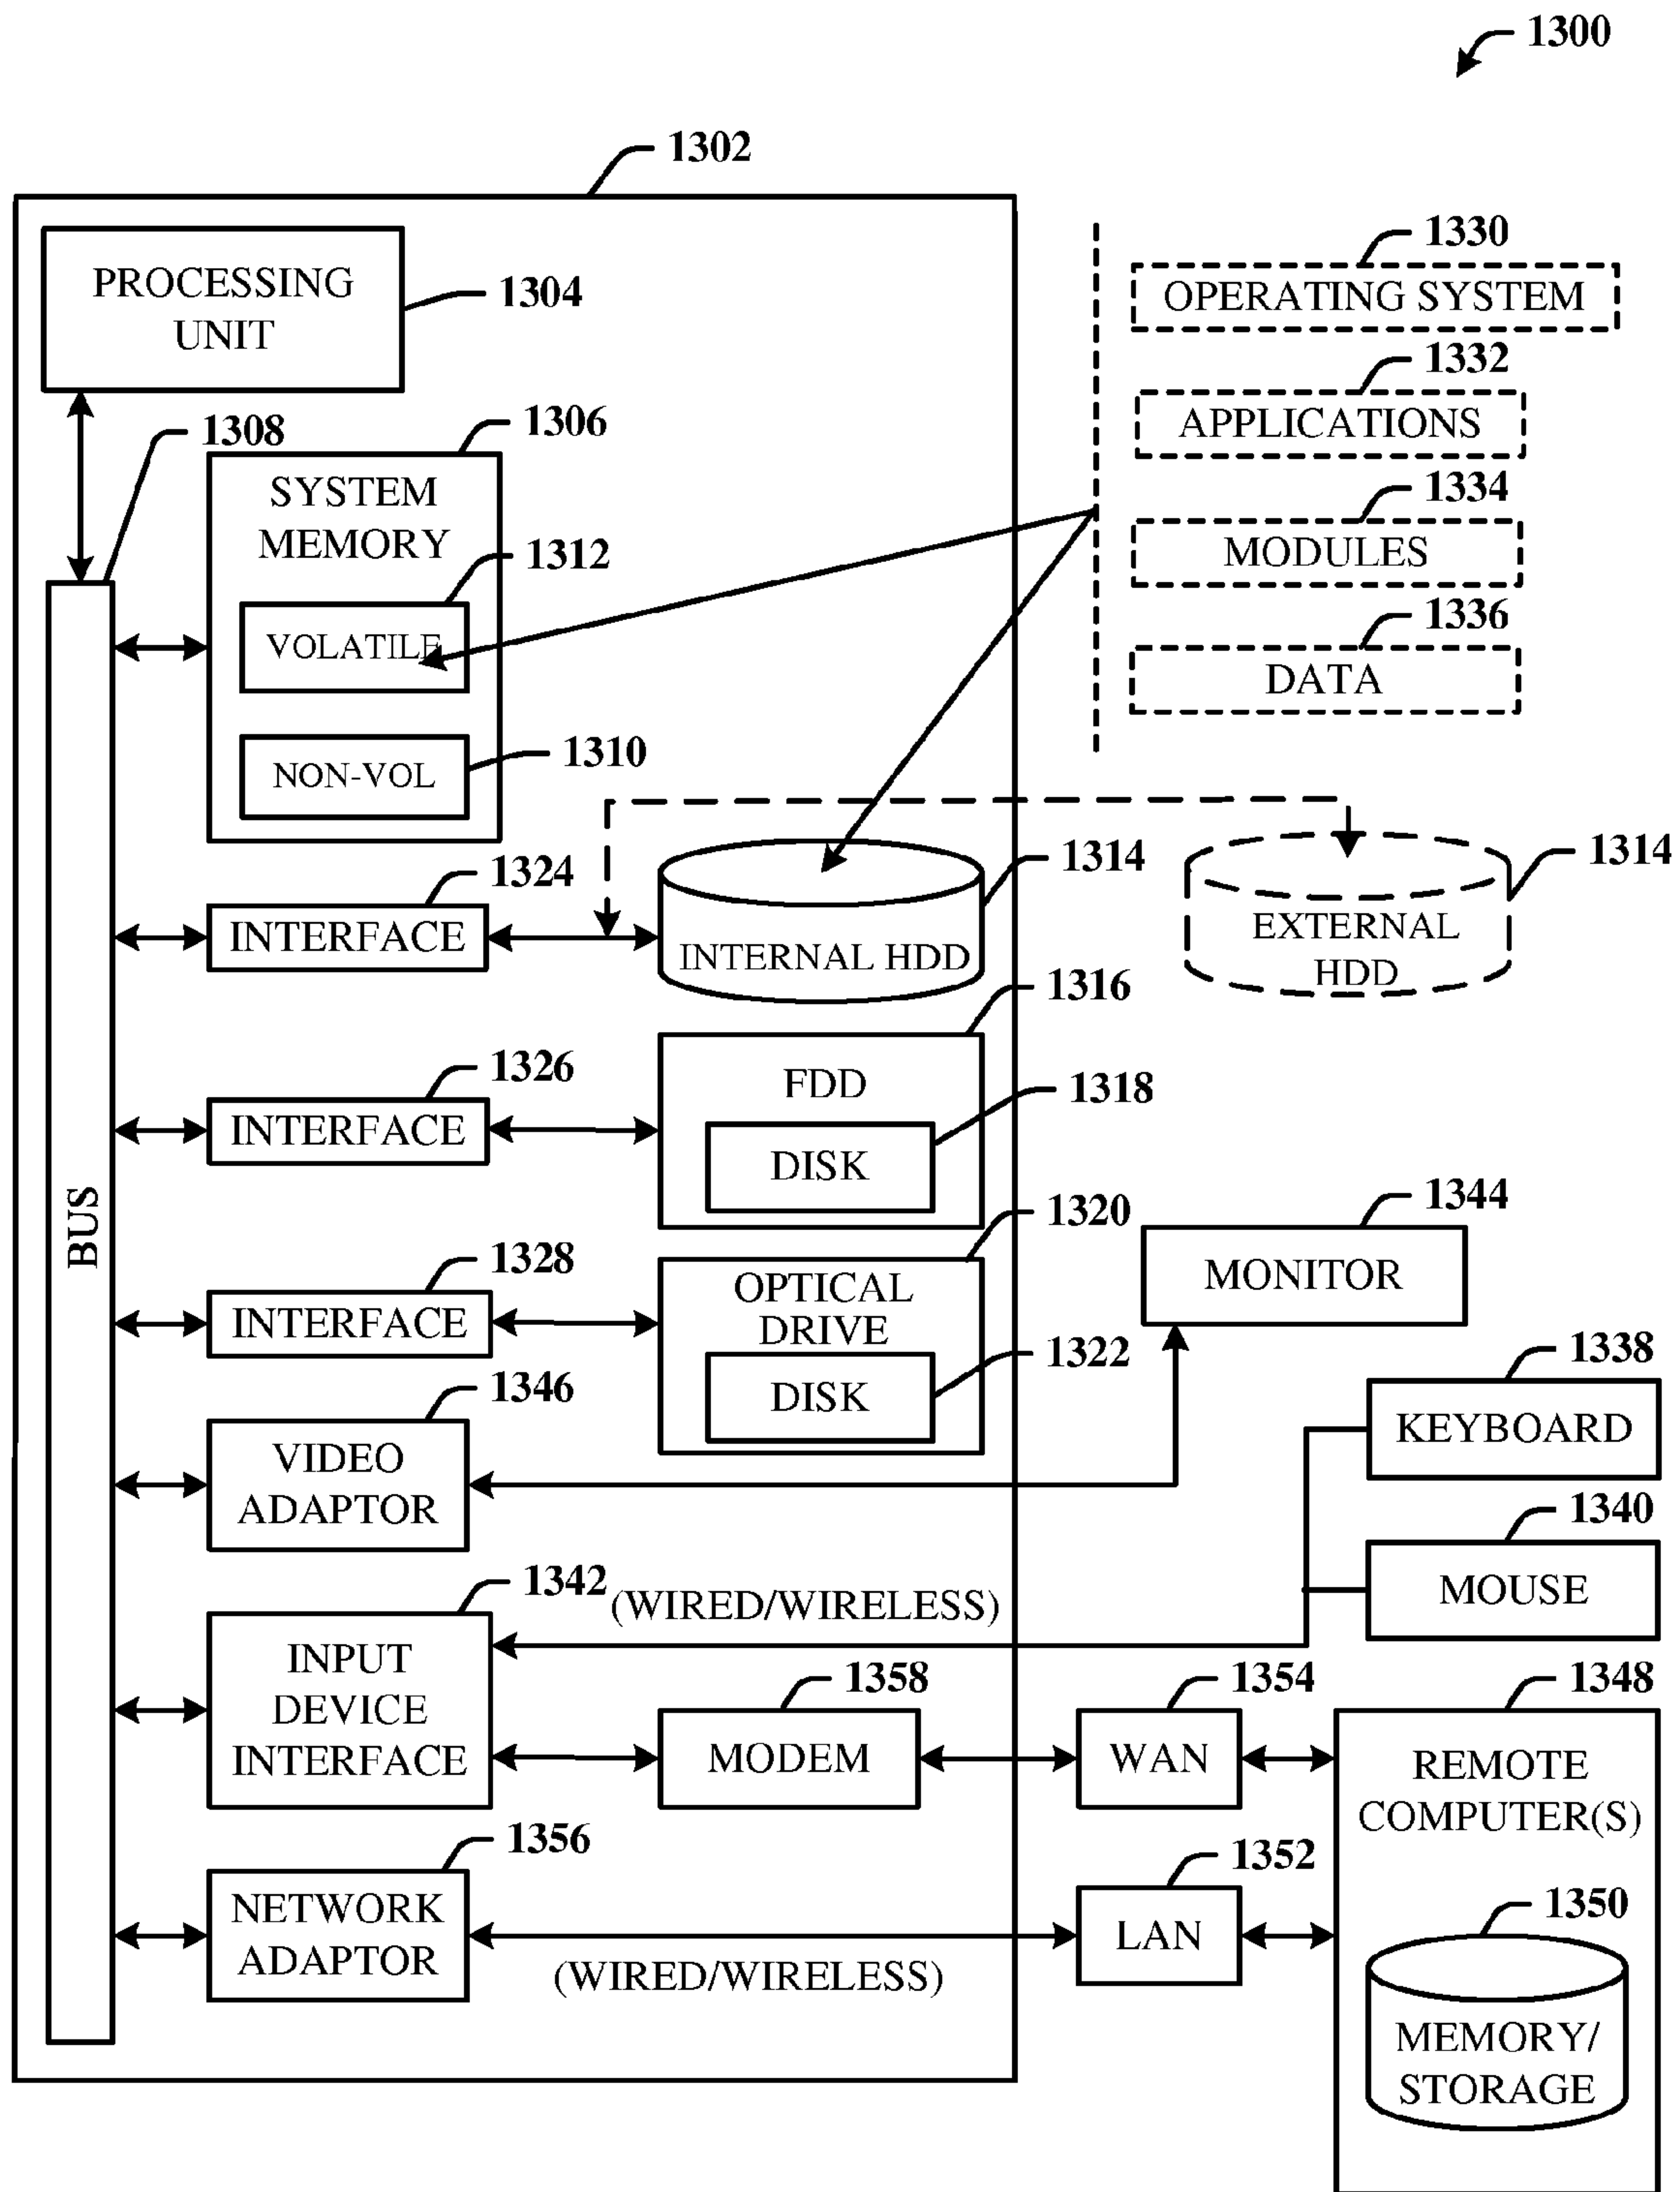 1300
1302
PROCESSING
UNIT
1304
1330
OPERATING SYSTEM
1332
APPLICATIONS
1334
MODULES
1336
DATA
1308
1306
SYSTEM
MEMORY
1312
VOLATILE
1310
NON-VOL
BUS
1324
INTERFACE
1314
INTERNAL HDD
1314
EXTERNAL
HDD
1326
INTERFACE
1316
FDD
1318
DISK
1328
INTERFACE
1320
OPTICAL
DRIVE
1322
DISK
1344
MONITOR
1346
VIDEO
ADAPTOR
1338
KEYBOARD
1340
MOUSE
1342
(WIRED/WIRELESS)
INPUT
DEVICE
INTERFACE
1358
MODEM
1354
WAN
1348
REMOTE
COMPUTER(S)
1356
NETWORK
ADAPTOR
(WIRED/WIRELESS)
1352
LAN
1350
MEMORY/
STORAGE